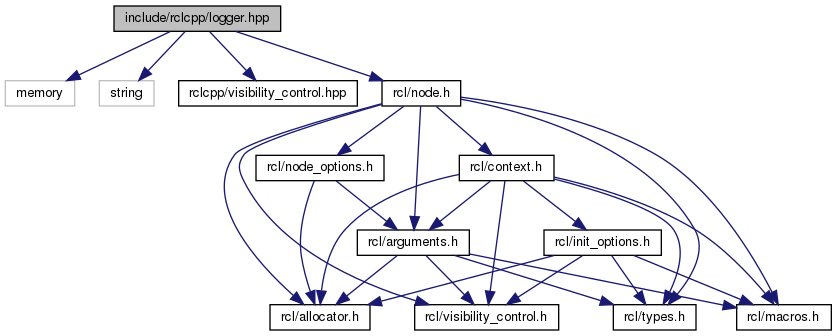 include/rclcpp/logger.hpp
memory
string
rclcpp/visibility_control.hpp
rcl/node.h
rcl/node_options.h
rcl/context.h
rcl/arguments.h
rcl/init_options.h
rcl/allocator.h
rcl/visibility_control.h
rcl/types.h
rcl/macros.h